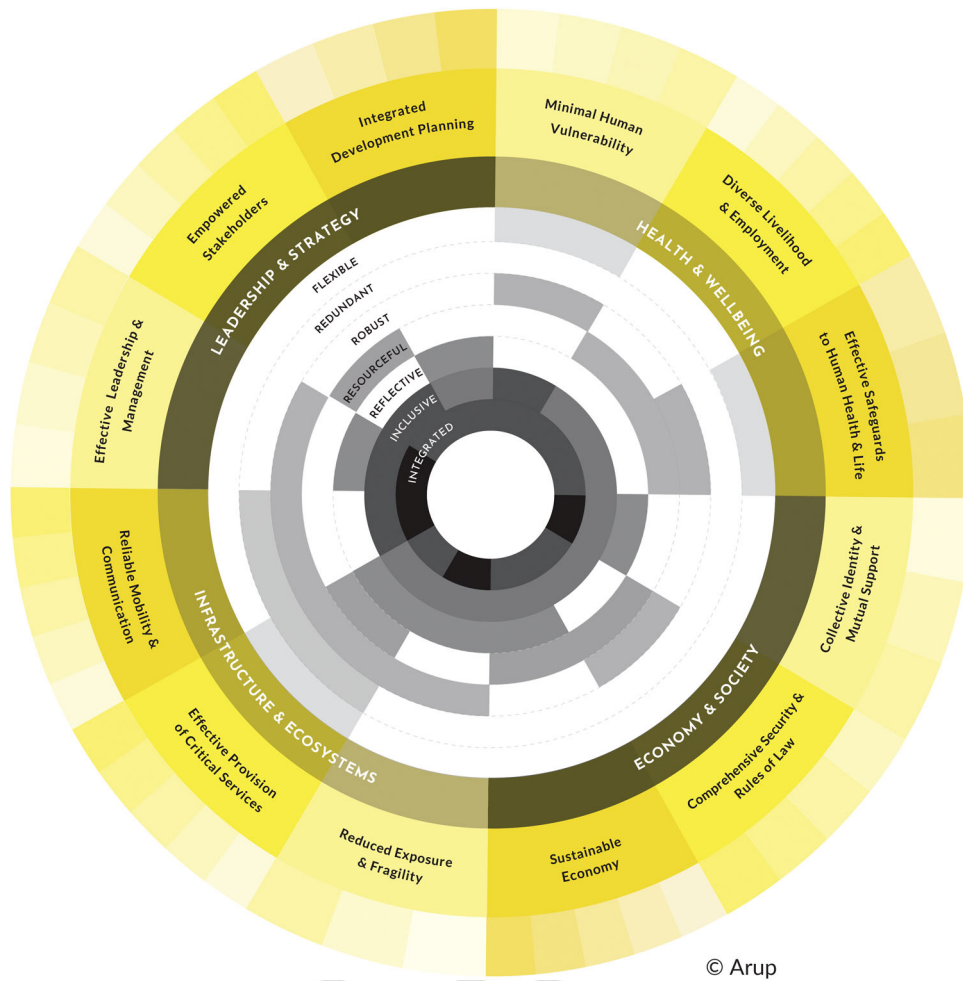 Integrated
Development Planning
Minimal Human
Vulnerability
Diverse Livelihood
& Employment
Effective Safeguards
to Human Health & Life
Collective Identity &
Mutual Support
Comprehensive Security &
Rules of Law
Sustainable
Economy
Reduced Exposure
& Fragility
Effective Provision
of Critical Services
Reliable Mobility &
Communication
Effective Leadership &
Management
Empowered
Stakeholders
LEADERSHIP & STRATEGY
HEALTH & WELLBEING
ECONOMY & SOCIETY
INFRASTRUCTURE & ECOSYSTEMS
FLEXIBLE
REDUNDANT
ROBUST
RESOURCEFUL
REFLECTIVE
INCLUSIVE
INTEGRATED
© Arup